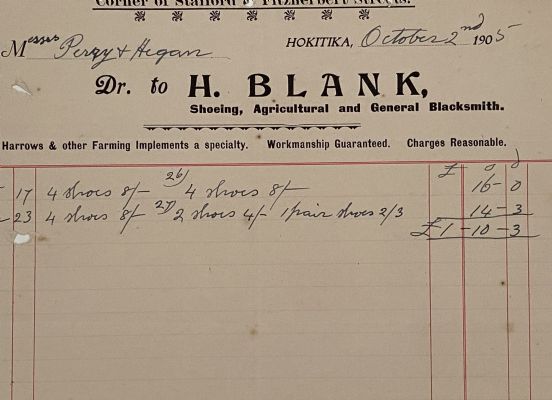 Corner of Stafford & Fitzherbert Streets.
Messrs Perry & Hegan HOKITIKA, October 2nd 1905
Dr. to H. BLANK,
Shoeing, Agricultural and General Blacksmith.
Harrows & other Farming Implements a specialty. Workmanship Guaranteed. Charges Reasonable.
£ s d
17 4 shoes 8/- 26/ 4 shoes 8/- 16 - 0
23 4 shoes 8/- 27/ 2 shoes 4/- 1 pair shoes 2/3 14 - 3
£1 - 10 - 3